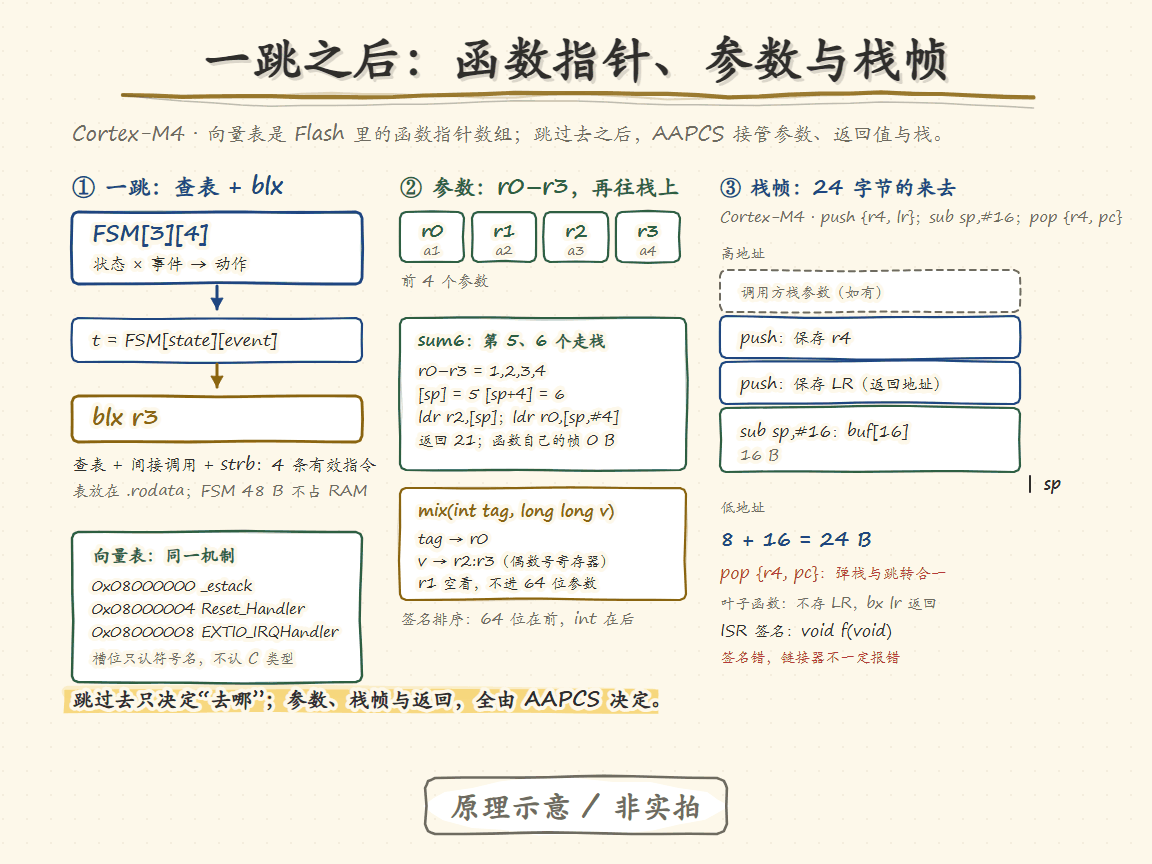 一跳之后：函数指针、参数与栈帧
Cortex-M4 · 向量表是 Flash 里的函数指针数组；跳过去之后，AAPCS 接管参数、返回值与栈。
① 一跳：查表 + blx
FSM[3][4]
状态 × 事件 → 动作
t = FSM[state][event]
blx r3
查表 + 间接调用 + strb：4 条有效指令
表放在 .rodata；FSM 48 B 不占 RAM
向量表：同一机制
0x08000000 _estack
0x08000004 Reset_Handler
0x08000008 EXTI0_IRQHandler
槽位只认符号名，不认 C 类型
② 参数：r0–r3，再往栈上
r0 r1 r2 r3
a1 a2 a3 a4
前 4 个参数
sum6：第 5、6 个走栈
r0–r3 = 1,2,3,4
[sp] = 5 [sp+4] = 6
ldr r2,[sp]；ldr r0,[sp,#4]
返回 21；函数自己的帧 0 B
mix(int tag, long long v)
tag → r0
v → r2:r3（偶数号寄存器）
r1 空着，不进 64 位参数
签名排序：64 位在前，int 在后
③ 栈帧：24 字节的来去
Cortex-M4 · push {r4, lr}；sub sp,#16；pop {r4, pc}
高地址
调用方栈参数（如有）
push：保存 r4
push：保存 LR（返回地址）
sub sp,#16：buf[16]
16 B
sp
低地址
8 + 16 = 24 B
pop {r4, pc}：弹栈与跳转合一
叶子函数：不存 LR，bx lr 返回
ISR 签名：void f(void)
签名错，链接器不一定报错
跳过去只决定“去哪”；参数、栈帧与返回，全由 AAPCS 决定。
原理示意 / 非实拍